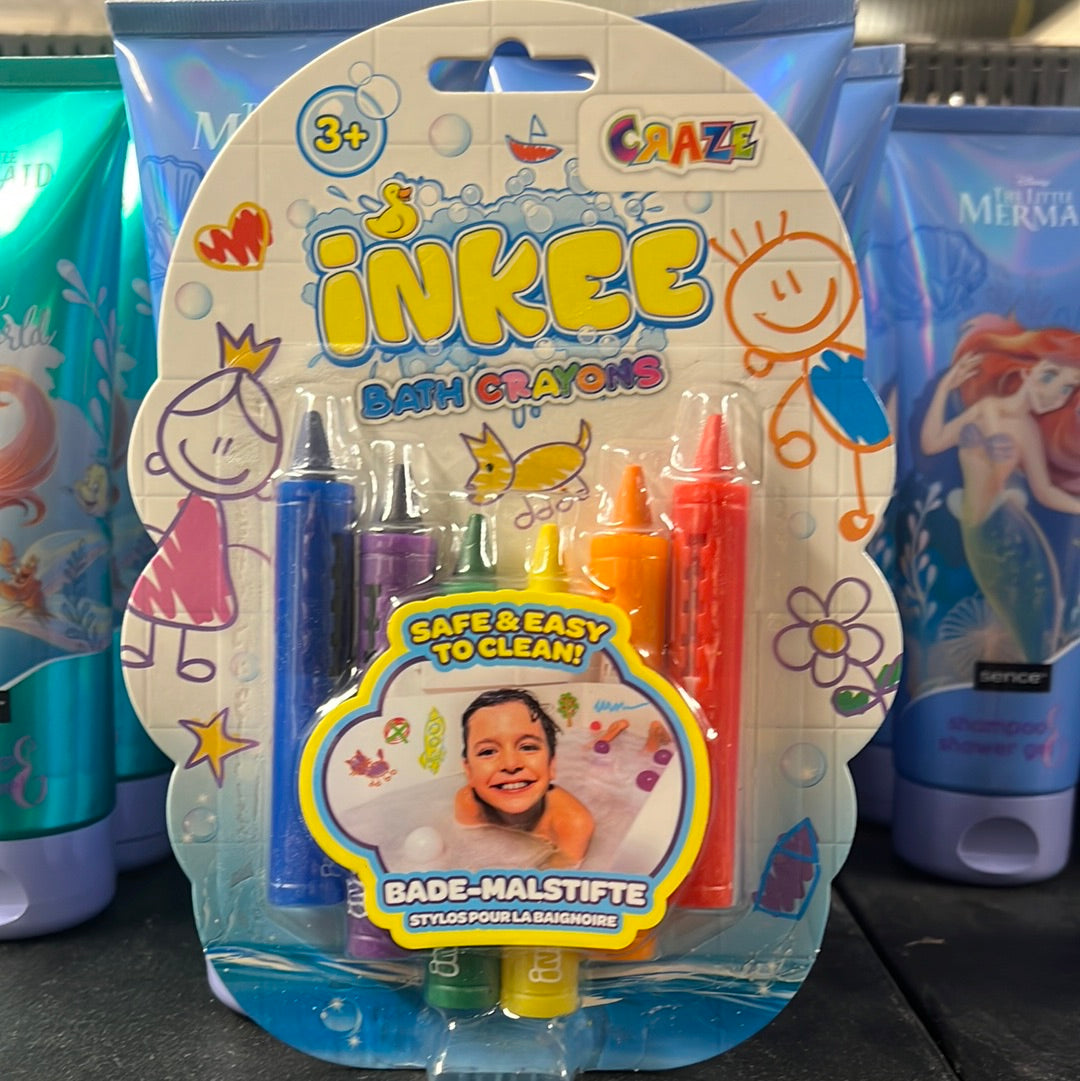 3+
CRAZE
iNKEE
BATH CRAYONS
SAFE & EASY
TO CLEAN!
BADE-MALSTIFTE
STYLOS POUR LA BAIGNOIRE
Disney
THE LITTLE
MERMA
sence
shampoo &
shower gel